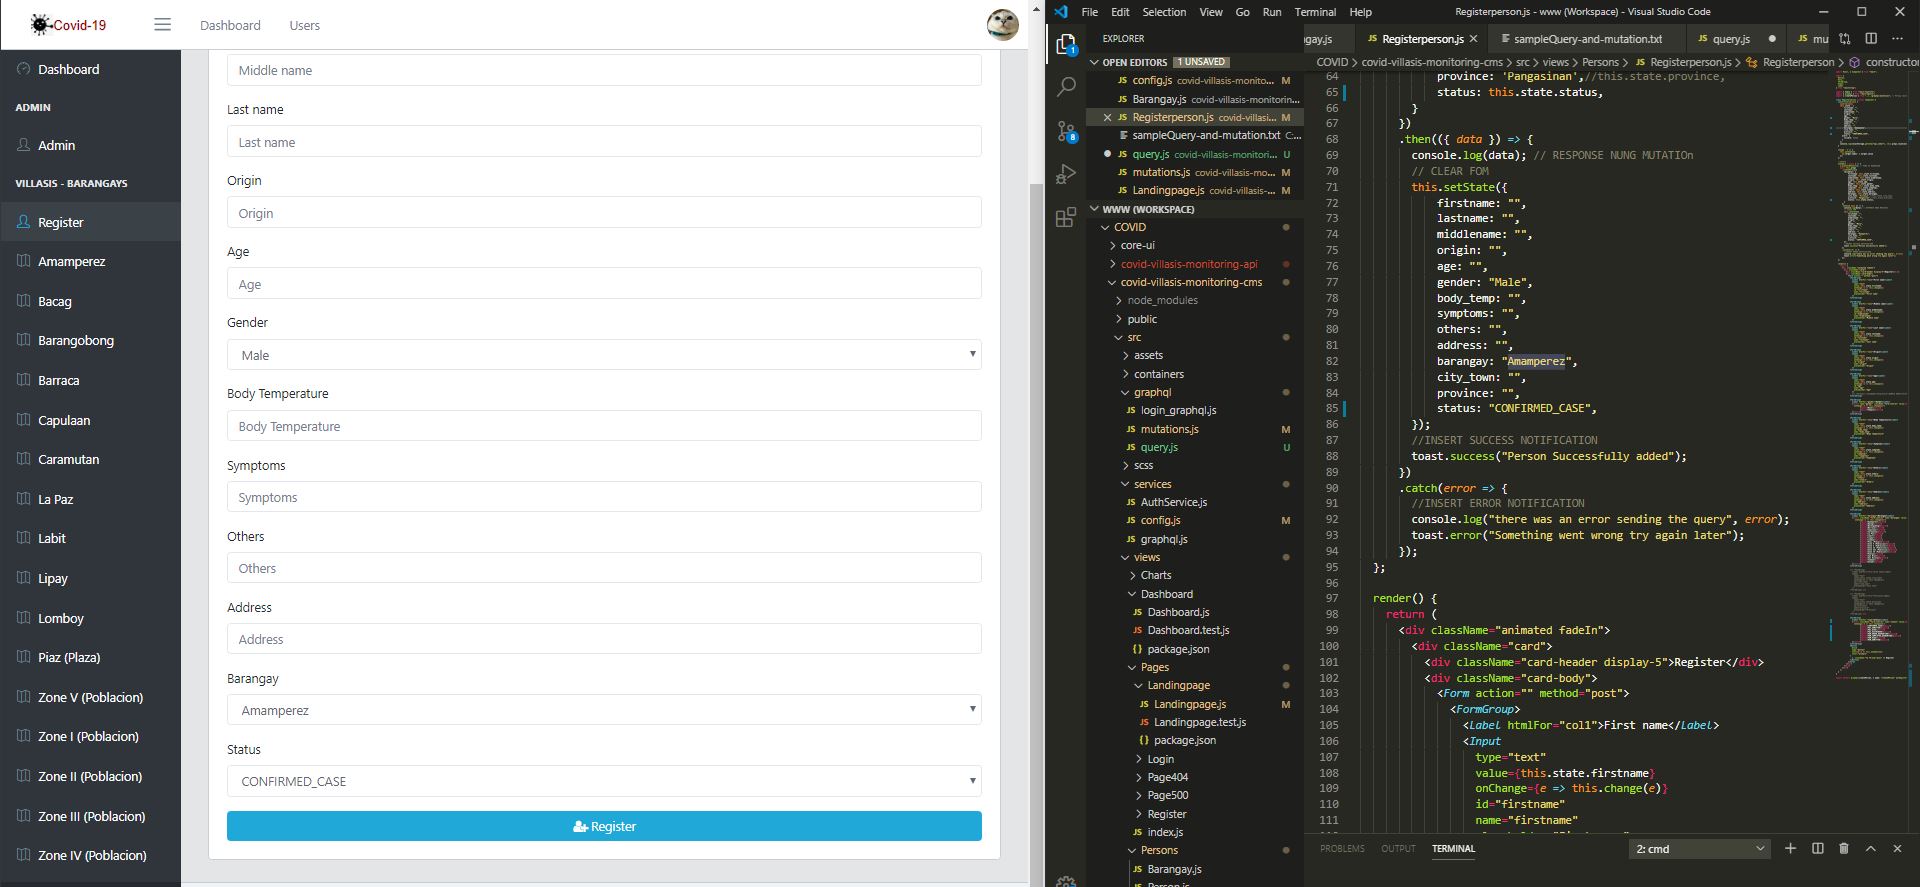 Covid-19
Dashboard
Users
Dashboard
ADMIN
Admin
VILLASIS - BARANGAYS
Register
Amamperez
Bacag
Barangobong
Barraca
Capulaan
Caramutan
La Paz
Labit
Lipay
Lomboy
Piaz (Plaza)
Zone V (Poblacion)
Zone I (Poblacion)
Zone II (Poblacion)
Zone III (Poblacion)
Zone IV (Poblacion)
Middle name
Last name
Last name
Origin
Origin
Age
Age
Gender
Male
Body Temperature
Body Temperature
Symptoms
Symptoms
Others
Others
Address
Address
Barangay
Amamperez
Status
CONFIRMED_CASE
Register
File Edit Selection View Go Run Terminal Help
Registerperson.js - www (Workspace) - Visual Studio Code
EXPLORER
OPEN EDITORS 1 UNSAVED
JS config.js covid-villasis-monito... M
JS Barangay.js covid-villasis-monitorin...
JS Registerperson.js covid-villasi... M
sampleQuery-and-mutation.txt C:...
JS query.js covid-villasis-monitori... U
JS mutations.js covid-villasis-mo... M
JS Landingpage.js covid-villasis-... M
WWW (WORKSPACE)
COVID
core-ui
covid-villasis-monitoring-api
covid-villasis-monitoring-cms
node_modules
public
src
assets
containers
graphql
JS login_graphql.js
JS mutations.js M
JS query.js U
scss
services
JS AuthService.js
JS config.js M
JS graphql.js
views
Charts
Dashboard
JS Dashboard.js
JS Dashboard.test.js
{} package.json
Pages
Landingpage
JS Landingpage.js M
JS Landingpage.test.js
{} package.json
Login
Page404
Page500
Register
JS index.js
Persons
JS Barangay.js
JS Person.js
1
8
gay.js
JS Registerperson.js
sampleQuery-and-mutation.txt
JS query.js
JS mu
COVID > covid-villasis-monitoring-cms > src > views > Persons > JS Registerperson.js > Registerperson > constructor
64 province: 'Pangasinan',//this.state.province,
65 status: this.state.status,
66 }
67 })
68 .then(({ data }) => {
69 console.log(data); // RESPONSE NUNG MUTATIOn
70 // CLEAR FOM
71 this.setState({
72 firstname: "",
73 lastname: "",
74 middlename: "",
75 origin: "",
76 age: "",
77 gender: "Male",
78 body_temp: "",
79 symptoms: "",
80 others: "",
81 address: "",
82 barangay: "Amamperez",
83 city_town: "",
84 province: "",
85 status: "CONFIRMED_CASE",
86 });
87 //INSERT SUCCESS NOTIFICATION
88 toast.success("Person Successfully added");
89 })
90 .catch(error => {
91 //INSERT ERROR NOTIFICATION
92 console.log("there was an error sending the query", error);
93 toast.error("Something went wrong try again later");
94 });
95 };
96
97 render() {
98 return (
99 <div className="animated fadeIn">
100 <div className="card">
101 <div className="card-header display-5">Register</div>
102 <div className="card-body">
103 <Form action="" method="post">
104 <FormGroup>
105 <Label htmlFor="col1">First name</Label>
106 <Input
107 type="text"
108 value={this.state.firstname}
109 onChange={e => this.change(e)}
110 id="firstname"
111 name="firstname"
PROBLEMS OUTPUT TERMINAL
2: cmd